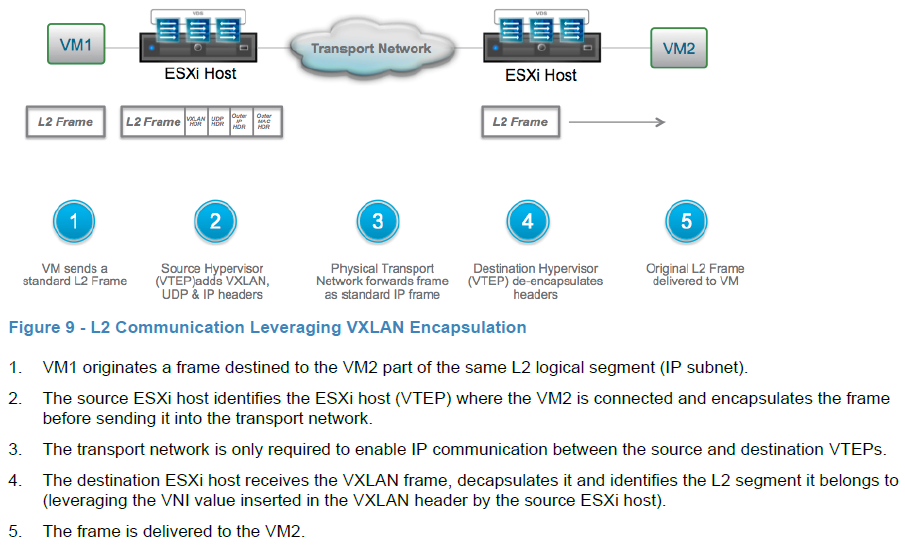 VDS
VDS
VM1
Transport Network
VM2
ESXi Host
ESXi Host
L2 Frame
L2 Frame
VXLAN HDR
UDP HDR
Outer IP HDR
Outer MAC HDR
L2 Frame
1
2
3
4
5
VM sends a
standard L2 Frame
Source Hypervisor
(VTEP)adds VXLAN,
UDP & IP headers
Physical Transport
Network forwards frame
as standard IP frame
Destination Hypervisor
(VTEP) de-encapsulates
headers
Original L2 Frame
delivered to VM
Figure 9 - L2 Communication Leveraging VXLAN Encapsulation
1. VM1 originates a frame destined to the VM2 part of the same L2 logical segment (IP subnet).
2. The source ESXi host identifies the ESXi host (VTEP) where the VM2 is connected and encapsulates the frame
before sending it into the transport network.
3. The transport network is only required to enable IP communication between the source and destination VTEPs.
4. The destination ESXi host receives the VXLAN frame, decapsulates it and identifies the L2 segment it belongs to
(leveraging the VNI value inserted in the VXLAN header by the source ESXi host).
5. The frame is delivered to the VM2.